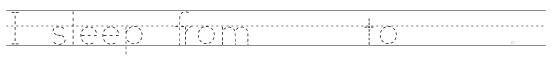 I sleep from to .